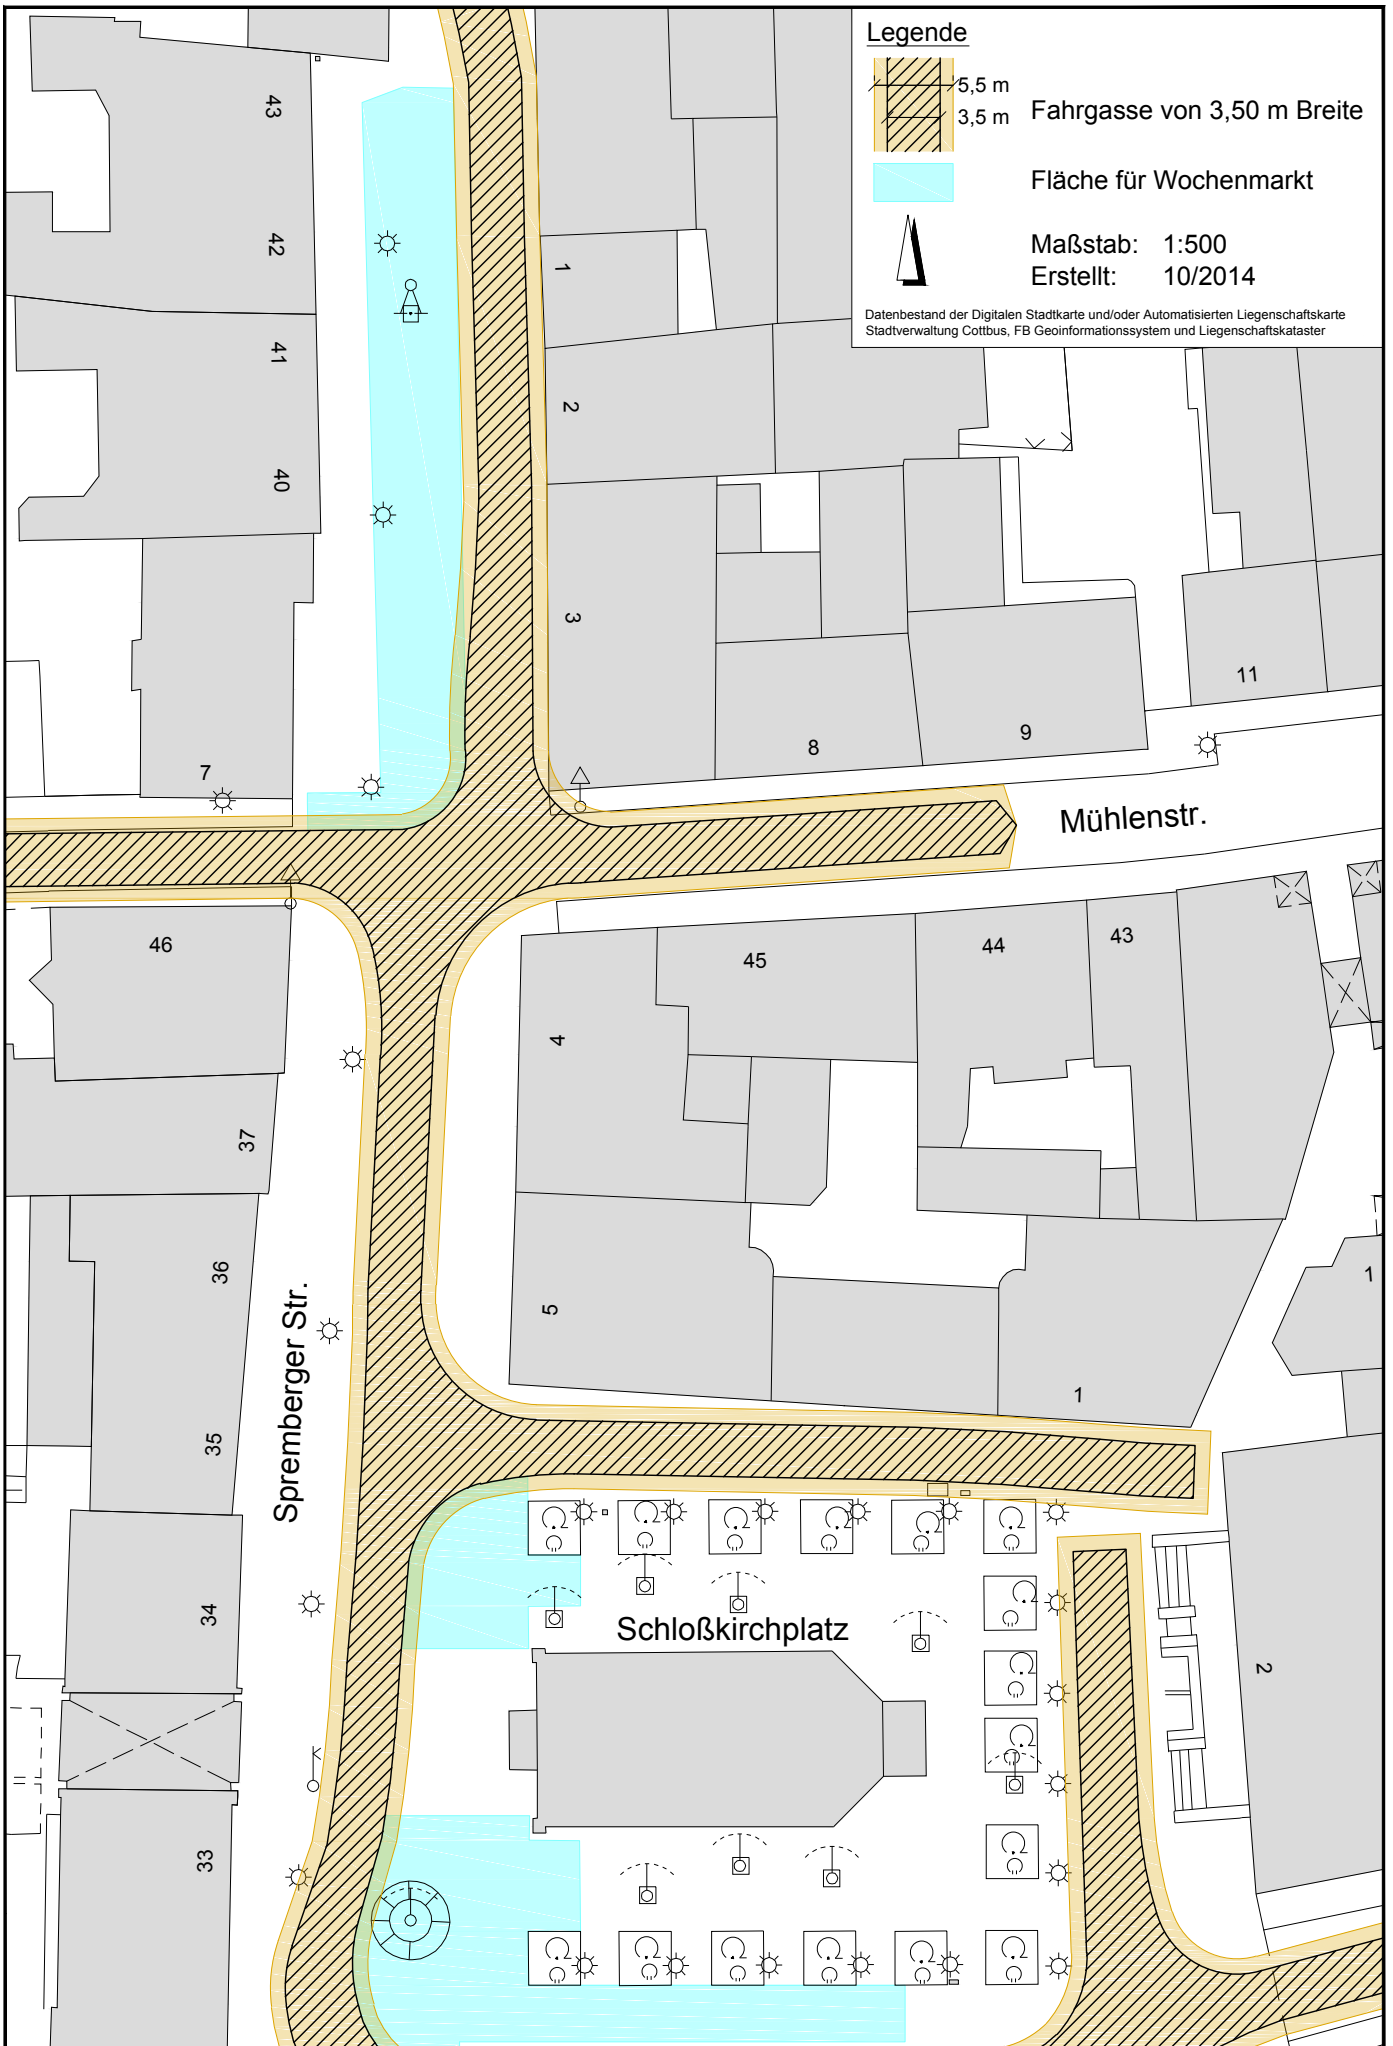 Legende
5,5 m
3,5 m
Fahrgasse von 3,50 m Breite
Fläche für Wochenmarkt
Maßstab: 1:500
Erstellt: 10/2014
Datenbestand der Digitalen Stadtkarte und/oder Automatisierten Liegenschaftskarte
Stadtverwaltung Cottbus, FB Geoinformationssystem und Liegenschaftskataster
43
42
41
40
1
2
3
7
8
9
11
Mühlenstr.
46
45
44
43
4
37
36
5
1
1
Spremberger Str.
35
34
Schloßkirchplatz
2
33